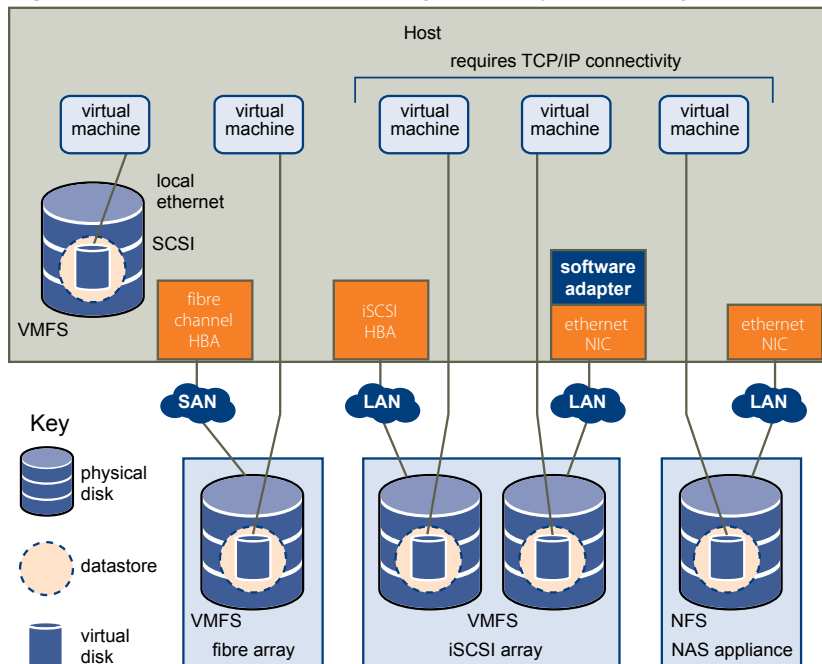 Host
requires TCP/IP connectivity
virtual
machine
virtual
machine
virtual
machine
virtual
machine
virtual
machine
local
ethernet
SCSI
VMFS
fibre
channel
HBA
iSCSI
HBA
software
adapter
ethernet
NIC
ethernet
NIC
SAN
LAN
LAN
LAN
Key
physical
disk
datastore
virtual
disk
VMFS
fibre array
VMFS
iSCSI array
NFS
NAS appliance